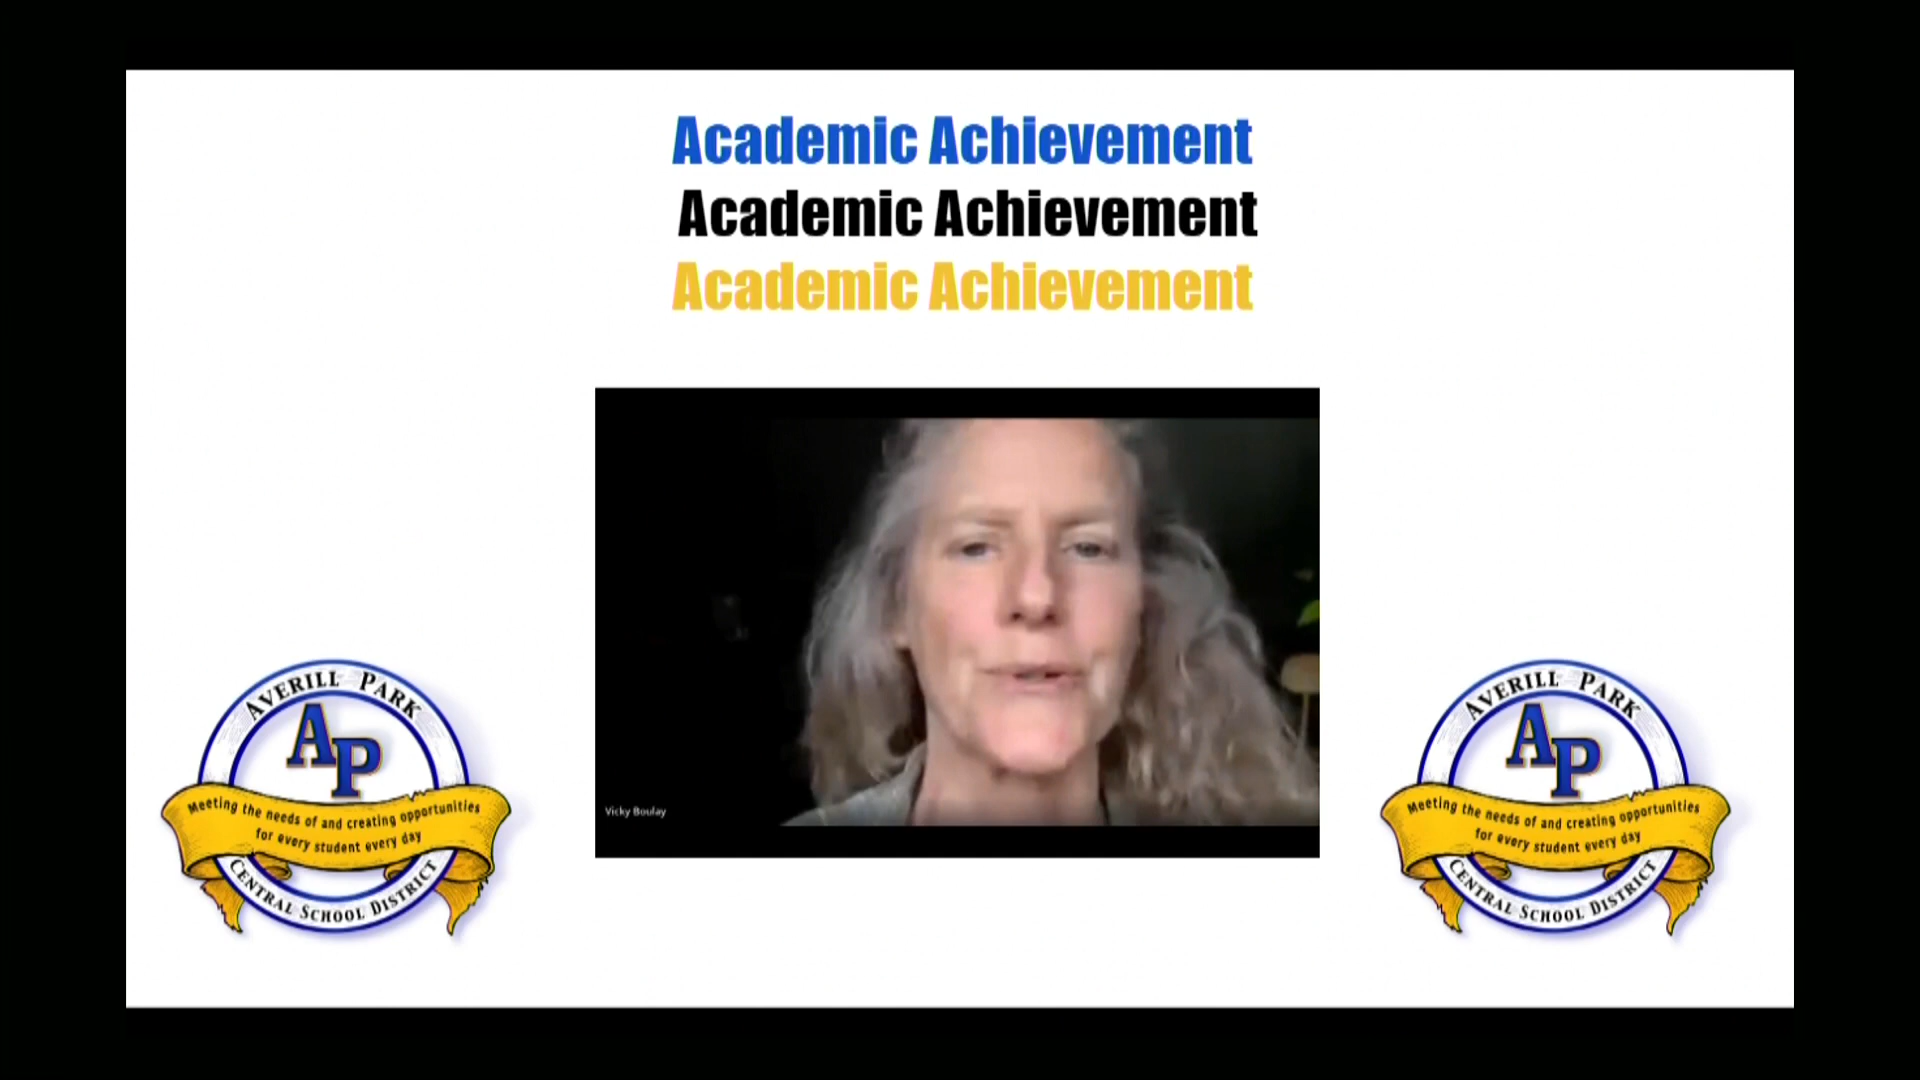 Academic Achievement
Academic Achievement
Academic Achievement
Vicky Boulay
AVERILL PARK
AP
Meeting the needs of and creating opportunities
for every student every day
CENTRAL SCHOOL DISTRICT
AVERILL PARK
AP
Meeting the needs of and creating opportunities
for every student every day
CENTRAL SCHOOL DISTRICT